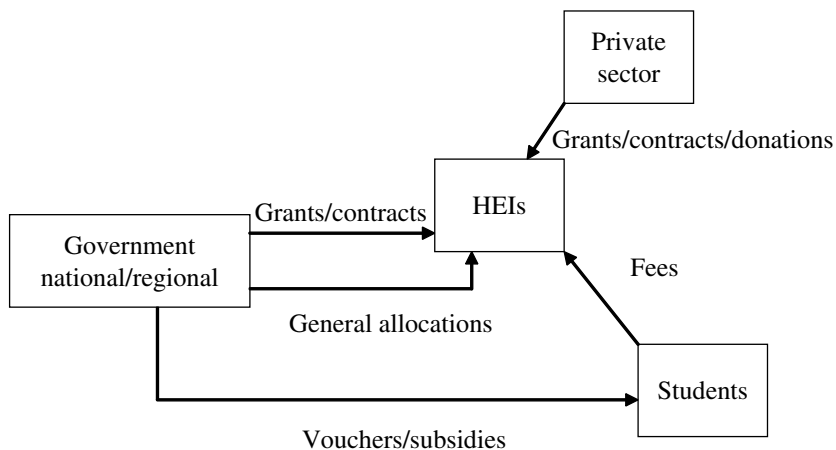 Private
sector
Grants/contracts/donations
HEIs
Grants/contracts
Government
national/regional
Fees
General allocations
Students
Vouchers/subsidies